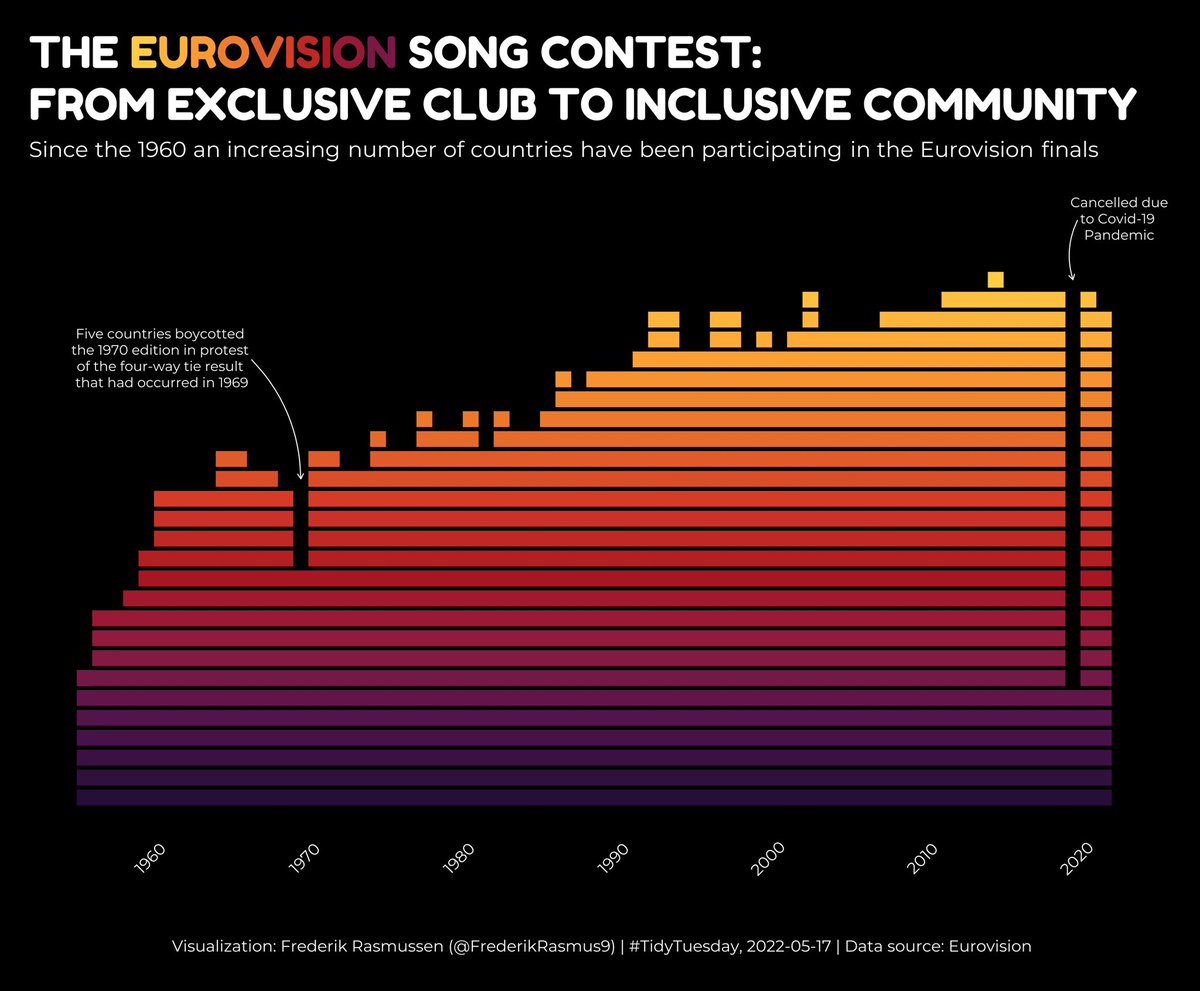 THE EUROVISION SONG CONTEST:
FROM EXCLUSIVE CLUB TO INCLUSIVE COMMUNITY
Since the 1960 an increasing number of countries have been participating in the Eurovision finals
Cancelled due
to Covid-19
Pandemic
Five countries boycotted
the 1970 edition in protest
of the four-way tie result
that had occurred in 1969
1960
1970
1980
1990
2000
2010
2020
Visualization: Frederik Rasmussen (@FrederikRasmus9) | #TidyTuesday, 2022-05-17 | Data source: Eurovision